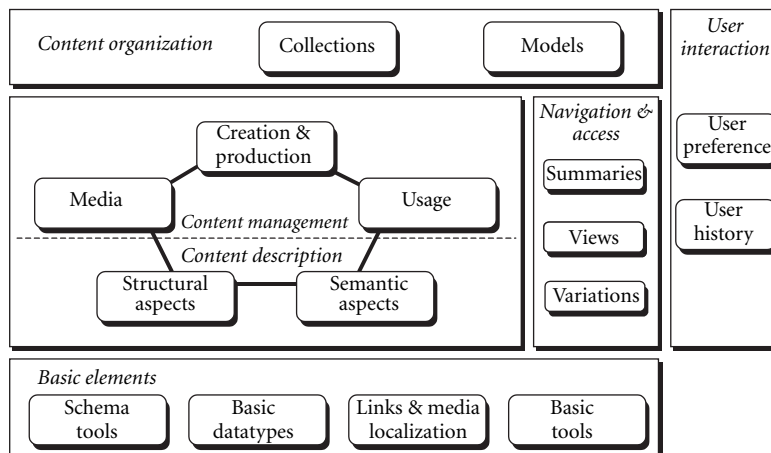 Content organization
Collections
Models
User
interaction
Creation &
production
Media
Usage
Content management
Content description
Structural
aspects
Semantic
aspects
Navigation &
access
Summaries
Views
Variations
User
preference
User
history
Basic elements
Schema
tools
Basic
datatypes
Links & media
localization
Basic
tools